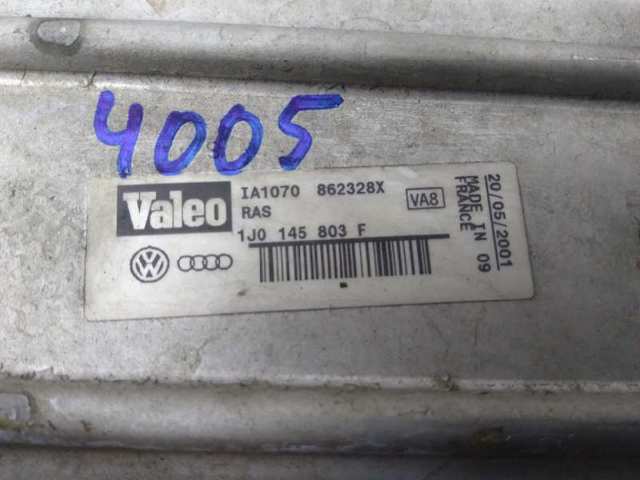 4005
Valeo
IA1070 862328X
RAS
VA8
1J0 145 803 F
20/05/2001
MADE IN 09
FRANCE